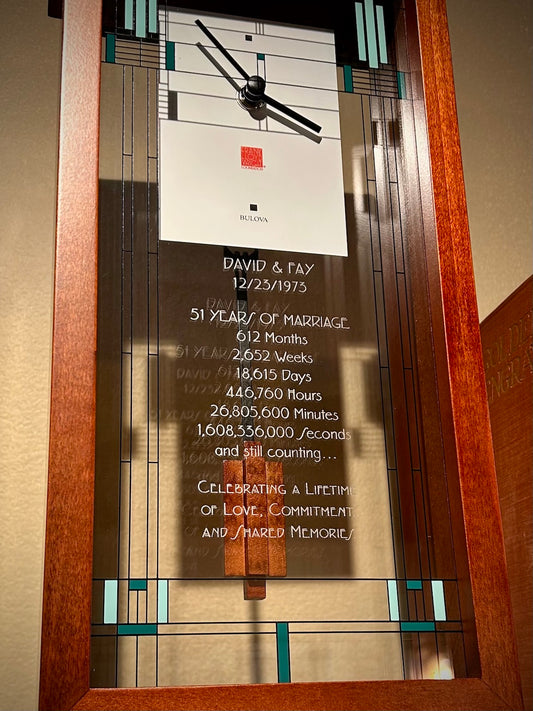 BULOVA
DAVID & FAY
12/23/1973
51 YEARS OF MARRIAGE
612 Months
2,652 Weeks
18,615 Days
446,760 Hours
26,805,600 Minutes
1,608,336,000 Seconds
and still counting...
CELEBRATING A LIFETIME
OF LOVE, COMMITMENT
AND SHARED MEMORIES